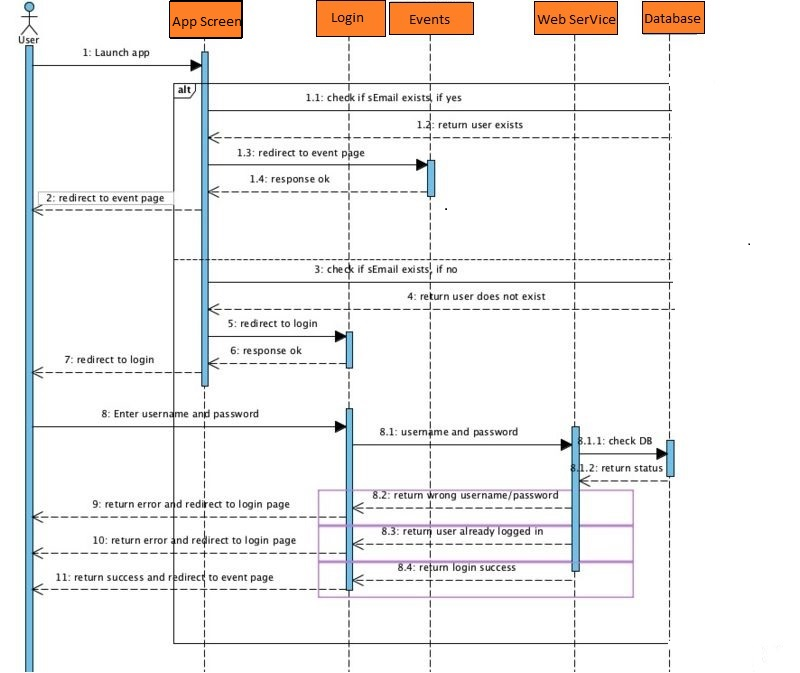 User
App Screen
Login
Events
Web SerVice
Database
1: Launch app
alt
1.1: check if sEmail exists, if yes
1.2: return user exists
1.3: redirect to event page
1.4: response ok
2: redirect to event page
3: check if sEmail exists, if no
4: return user does not exist
5: redirect to login
6: response ok
7: redirect to login
8: Enter username and password
8.1: username and password
8.1.1: check DB
8.1.2: return status
8.2: return wrong username/password
9: return error and redirect to login page
8.3: return user already logged in
10: return error and redirect to login page
8.4: return login success
11: return success and redirect to event page